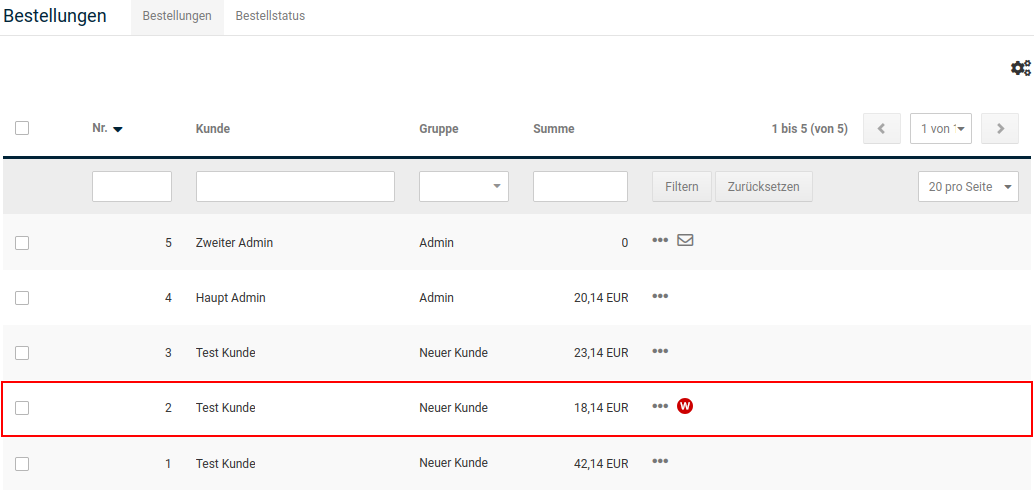 Bestellungen Bestellungen Bestellstatus
Nr. Kunde Gruppe Summe 1 bis 5 (von 5) 1 von
Filtern Zurücksetzen 20 pro Seite
5 Zweiter Admin Admin 0
4 Haupt Admin Admin 20,14 EUR
3 Test Kunde Neuer Kunde 23,14 EUR
2 Test Kunde Neuer Kunde 18,14 EUR W
1 Test Kunde Neuer Kunde 42,14 EUR